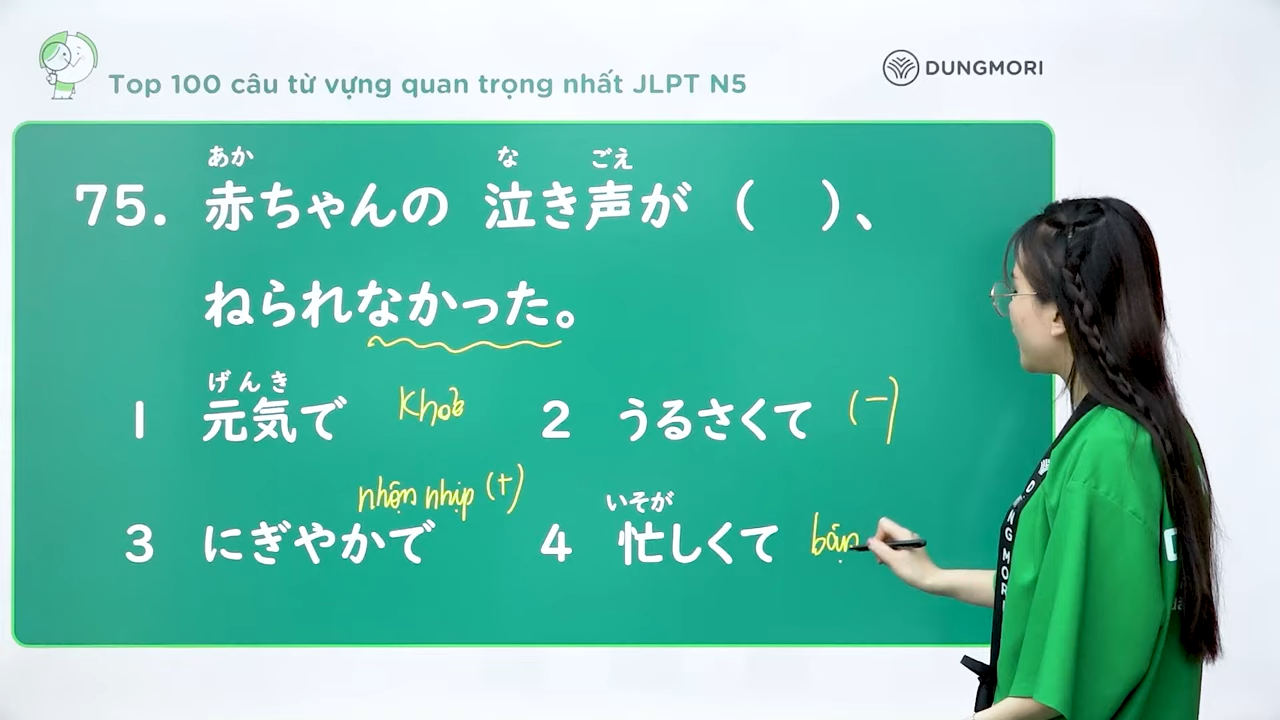 Top 100 câu từ vựng quan trọng nhất JLPT N5
DUNGMORI
あか な ごえ
75. 赤ちゃんの 泣き声が ( )、
ねられなかった。
げんき
1 元気で khoẻ 2 うるさくて (-)
nhộn nhịp (+)
いそが
3 にぎやかで 4 忙しくて bận